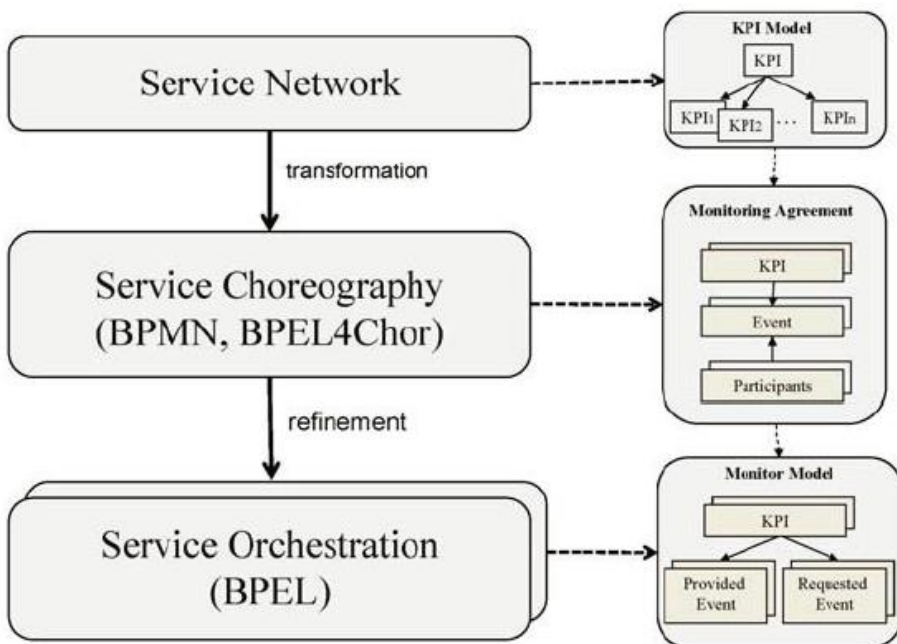 Service Network
transformation
Service Choreography
(BPMN, BPEL4Chor)
refinement
Service Orchestration
(BPEL)
KPI Model
KPI
KPI1
KPI2
...
KPIn
Monitoring Agreement
KPI
Event
Participants
Monitor Model
KPI
Provided
Event
Requested
Event